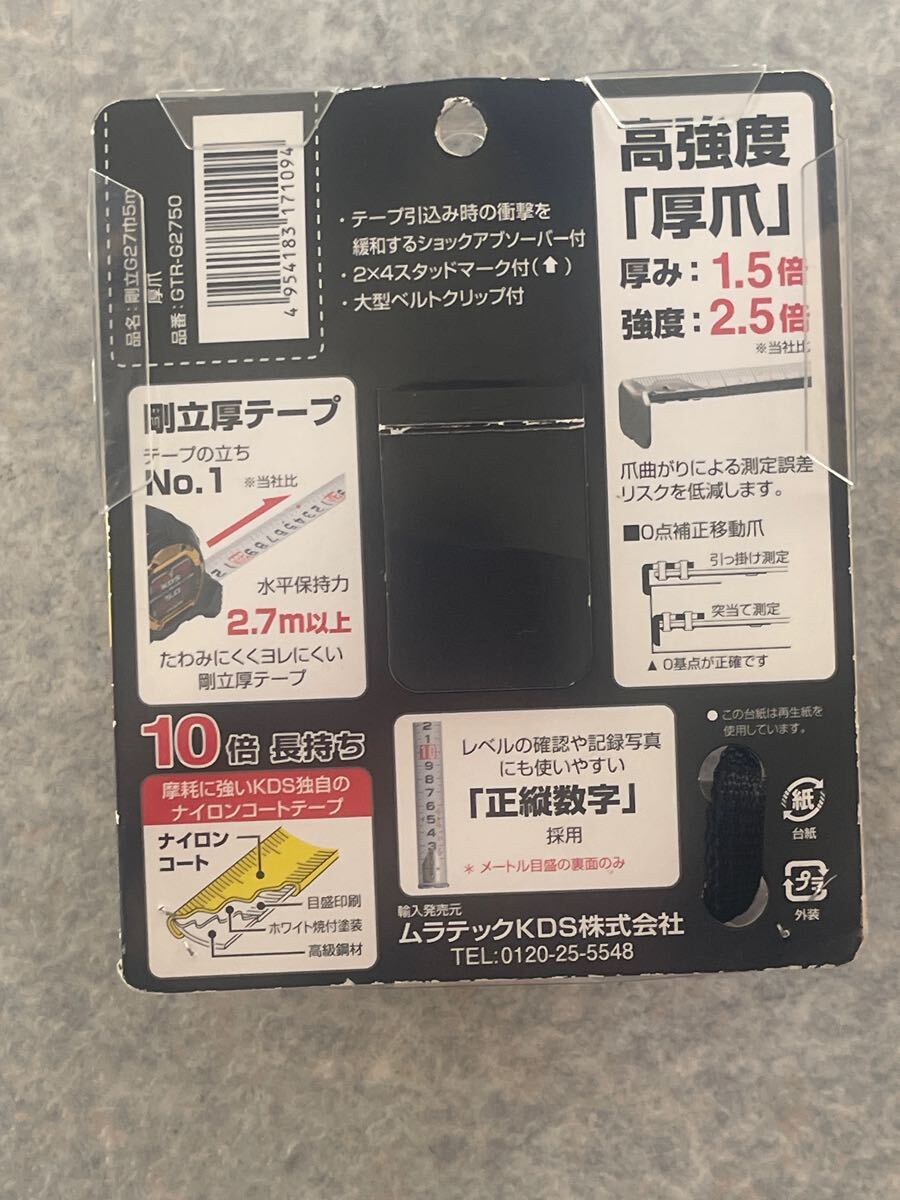 品名：剛立G27巾5m
厚爪
品番：GTR-G2750
4 954183 171094
・テープ引込み時の衝撃を
緩和するショックアブソーバー付
・2×4スタッドマーク付(⬆)
・大型ベルトクリップ付
高強度
「厚爪」
厚み：1.5倍
強度：2.5倍
※当社比
爪曲がりによる測定誤差
リスクを低減します。
■0点補正移動爪
引っ掛け測定
突当て測定
▲0基点が正確です
剛立厚テープ
テープの立ち
No.1 ※当社比
KDS
5.0
水平保持力
2.7m以上
たわみにくくヨレにくい
剛立厚テープ
10倍 長持ち
摩耗に強いKDS独自の
ナイロンコートテープ
ナイロン
コート
目盛印刷
ホワイト焼付塗装
高級鋼材
2
1
10
9
8
7
6
5
4
3
レベルの確認や記録写真
にも使いやすい
「正縦数字」
採用
＊メートル目盛の裏面のみ
●この台紙は再生紙を
使用しています。
紙
台紙
プラ
外装
輸入発売元
ムラテックKDS株式会社
TEL:0120-25-5548